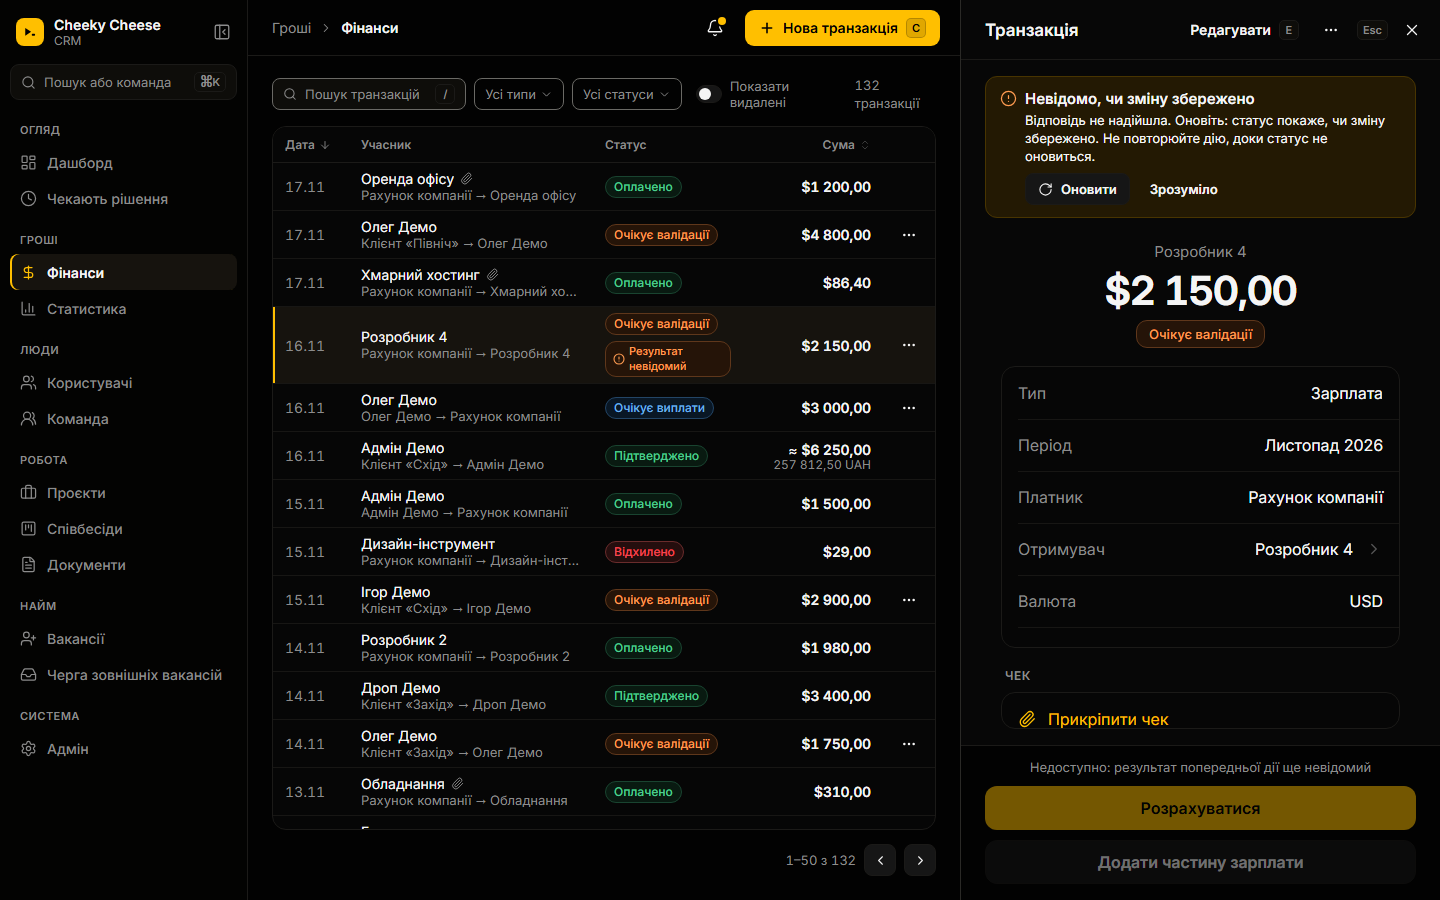 Cheeky Cheese
CRM
Пошук або команда ⌘K
ОГЛЯД
Дашборд
Чекають рішення
ГРОШІ
Фінанси
Статистика
ЛЮДИ
Користувачі
Команда
РОБОТА
Проєкти
Співбесіди
Документи
НАЙМ
Вакансії
Черга зовнішніх вакансій
СИСТЕМА
Адмін
Гроші > Фінанси
Нова транзакція C
Пошук транзакцій /
Усі типи
Усі статуси
Показати
видалені
132
транзакції
Дата ↓ Учасник Статус Сума
17.11 Оренда офісу Оплачено $1 200,00
Рахунок компанії → Оренда офісу
17.11 Олег Демо Очікує валідації $4 800,00
Клієнт «Північ» → Олег Демо
17.11 Хмарний хостинг Оплачено $86,40
Рахунок компанії → Хмарний хо...
16.11 Розробник 4 Очікує валідації $2 150,00
Рахунок компанії → Розробник 4
Результат
невідомий
16.11 Олег Демо Очікує виплати $3 000,00
Олег Демо → Рахунок компанії
16.11 Адмін Демо Підтверджено ≈ $6 250,00
Клієнт «Схід» → Адмін Демо 257 812,50 UAH
15.11 Адмін Демо Оплачено $1 500,00
Адмін Демо → Рахунок компанії
15.11 Дизайн-інструмент Відхилено $29,00
Рахунок компанії → Дизайн-інст...
15.11 Ігор Демо Очікує валідації $2 900,00
Клієнт «Схід» → Ігор Демо
14.11 Розробник 2 Оплачено $1 980,00
Рахунок компанії → Розробник 2
14.11 Дроп Демо Підтверджено $3 400,00
Клієнт «Захід» → Дроп Демо
14.11 Олег Демо Очікує валідації $1 750,00
Клієнт «Захід» → Олег Демо
13.11 Обладнання Оплачено $310,00
Рахунок компанії → Обладнання
1–50 з 132
Транзакція
Редагувати E
Esc
Невідомо, чи зміну збережено
Відповідь не надійшла. Оновіть: статус покаже, чи зміну
збережено. Не повторюйте дію, доки статус не
оновиться.
Оновити Зрозуміло
Розробник 4
$2 150,00
Очікує валідації
Тип Зарплата
Період Листопад 2026
Платник Рахунок компанії
Отримувач Розробник 4
Валюта USD
ЧЕК
Прикріпити чек
Недоступно: результат попередньої дії ще невідомий
Розрахуватися
Додати частину зарплати